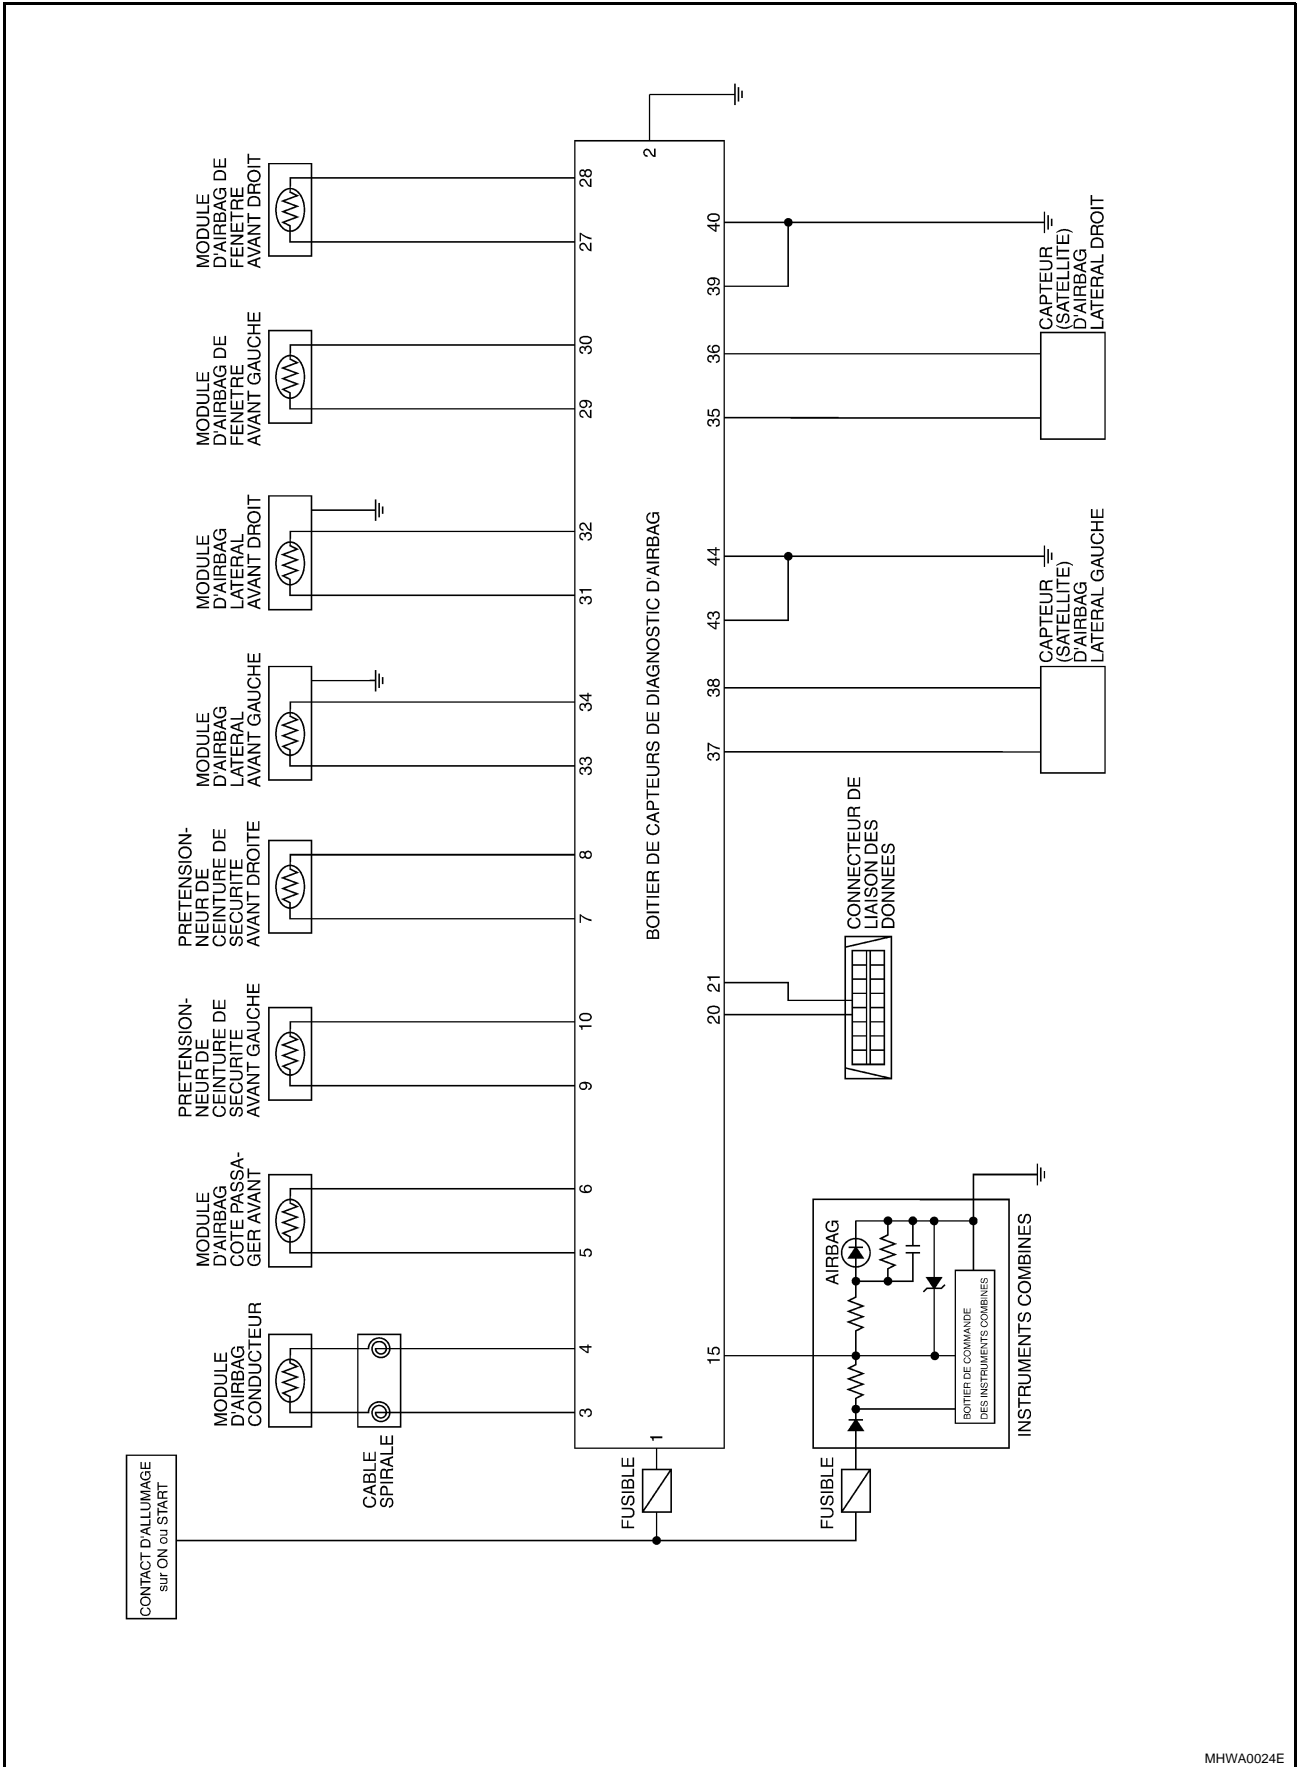 CONTACT D'ALLUMAGE
sur ON ou START
MODULE
D'AIRBAG
CONDUCTEUR
CABLE
SPIRALE
MODULE
D'AIRBAG
COTE PASSA-
GER AVANT
PRETENSION-
NEUR DE
CEINTURE DE
SECURITE
AVANT GAUCHE
PRETENSION-
NEUR DE
CEINTURE DE
SECURITE
AVANT DROITE
MODULE
D'AIRBAG
LATERAL
AVANT GAUCHE
MODULE
D'AIRBAG
LATERAL
AVANT DROIT
MODULE
D'AIRBAG DE
FENETRE
AVANT GAUCHE
MODULE
D'AIRBAG DE
FENETRE
AVANT DROIT
3 4 5 6 9 10 7 8 33 34 31 32 29 30 27 28
FUSIBLE
1
BOITIER DE CAPTEURS DE DIAGNOSTIC D'AIRBAG
2
15 20 21 37 38 43 44 35 36 39 40
FUSIBLE
AIRBAG
BOITIER DE COMMANDE
DES INSTRUMENTS COMBINES
INSTRUMENTS COMBINES
CONNECTEUR DE
LIAISON DES
DONNEES
CAPTEUR
(SATELLITE)
D'AIRBAG
LATERAL GAUCHE
CAPTEUR
(SATELLITE)
D'AIRBAG
LATERAL DROIT
MHWA0024E